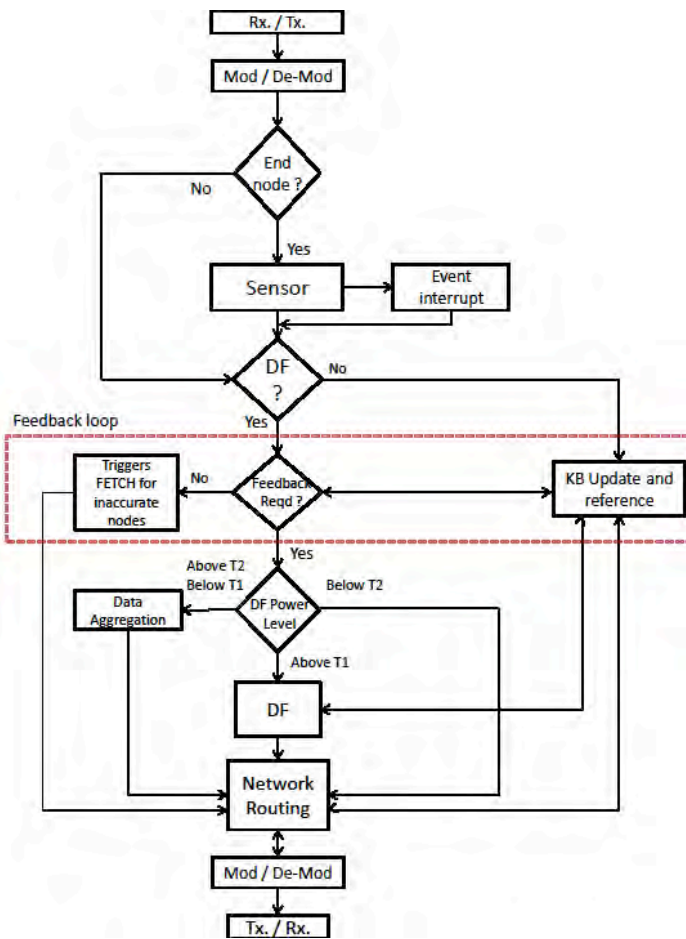 Rx. / Tx.
Mod / De-Mod
End
node ?
No
Yes
Sensor
Event
interrupt
DF
?
No
Yes
Feedback loop
Triggers
FETCH for
inaccurate
nodes
No
Feedback
Reqd ?
KB Update and
reference
Yes
Above T2
Below T1
Below T2
Data
Aggregation
DF Power
Level
Above T1
DF
Network
Routing
Mod / De-Mod
Tx. / Rx.